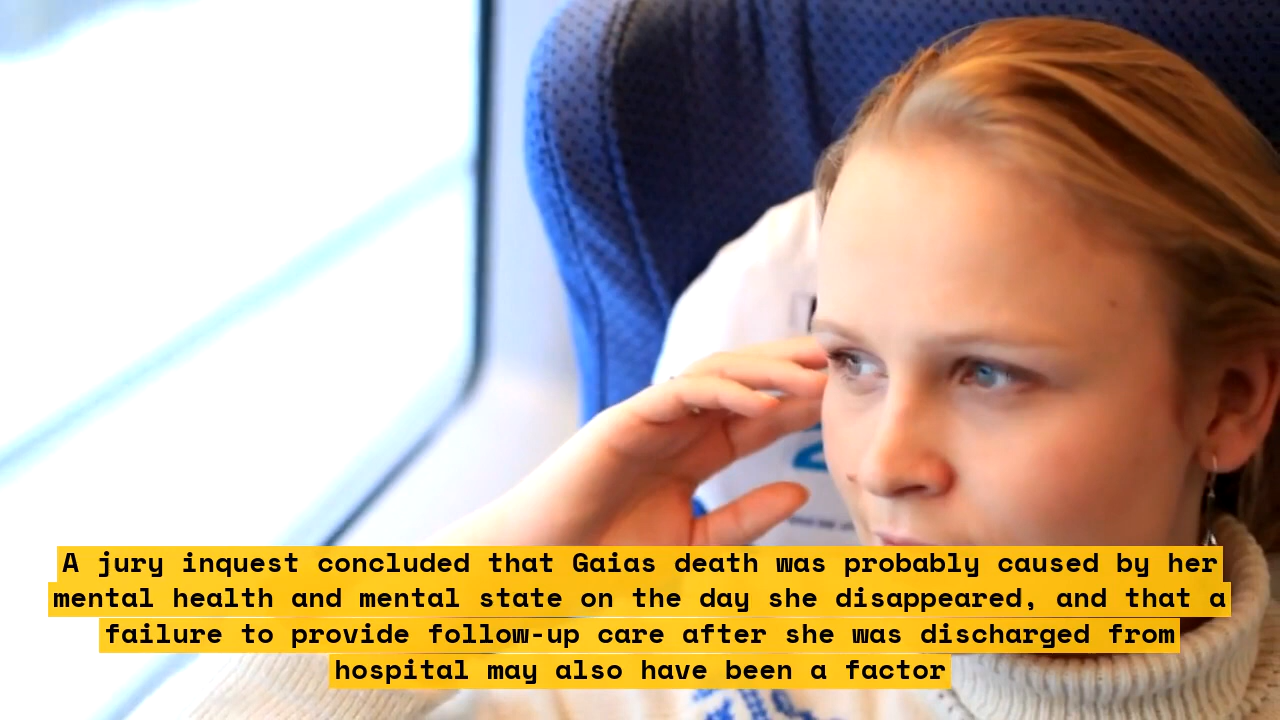 A jury inquest concluded that Gaias death was probably caused by her
mental health and mental state on the day she disappeared, and that a
failure to provide follow-up care after she was discharged from
hospital may also have been a factor